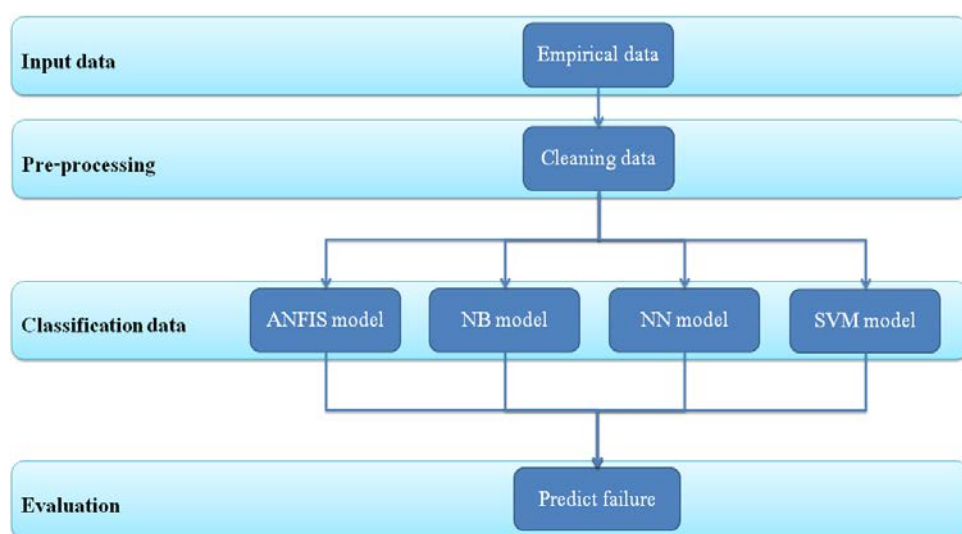 Input data
Empirical data
Pre-processing
Cleaning data
Classification data
ANFIS model
NB model
NN model
SVM model
Evaluation
Predict failure